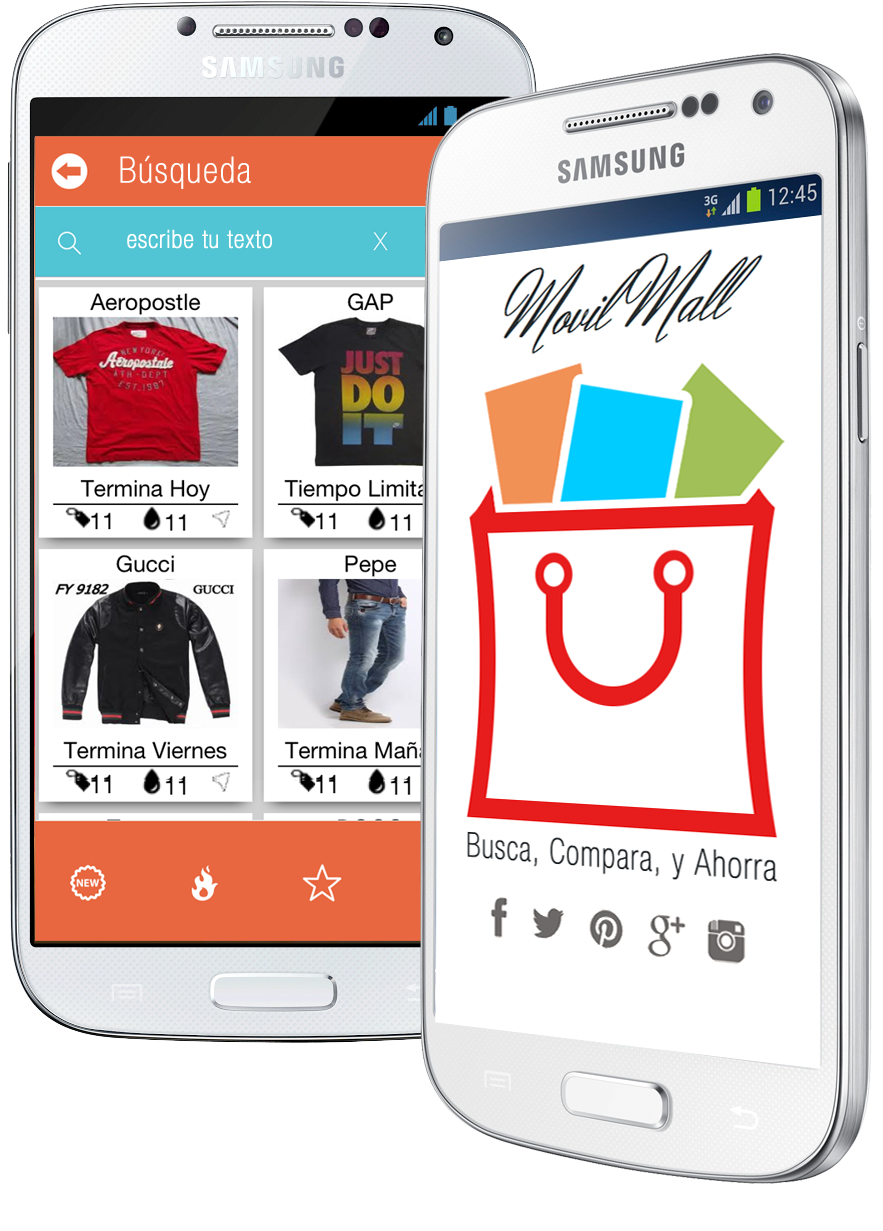 SAMSUNG
Búsqueda
escribe tu texto
X
Aeropostle
NEW YORK
Aéropostale
ATH - DEPT
EST. 1987
Termina Hoy
11
11
GAP
JUST
DO
IT
Tiempo Limita
11
11
Gucci
FY 9182
GUCCI
Termina Viernes
11
11
Pepe
Termina Maña
11
11
NEW
SAMSUNG
3G
12:45
Movil Mall
Busca, Compara, y Ahorra
f
g+